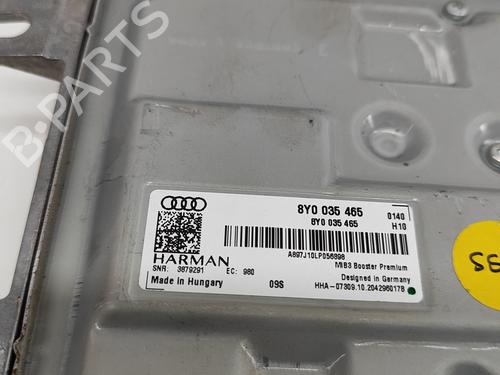 B-PARTS
8Y0 035 465
8Y0 035 465
0140
H10
A897J10LP056898
HARMAN
MIB3 Booster Premium
SNR: 3879291
EC: 980
Designed in Germany
Made in Hungary
09S
HHA-07309.10.2042960178